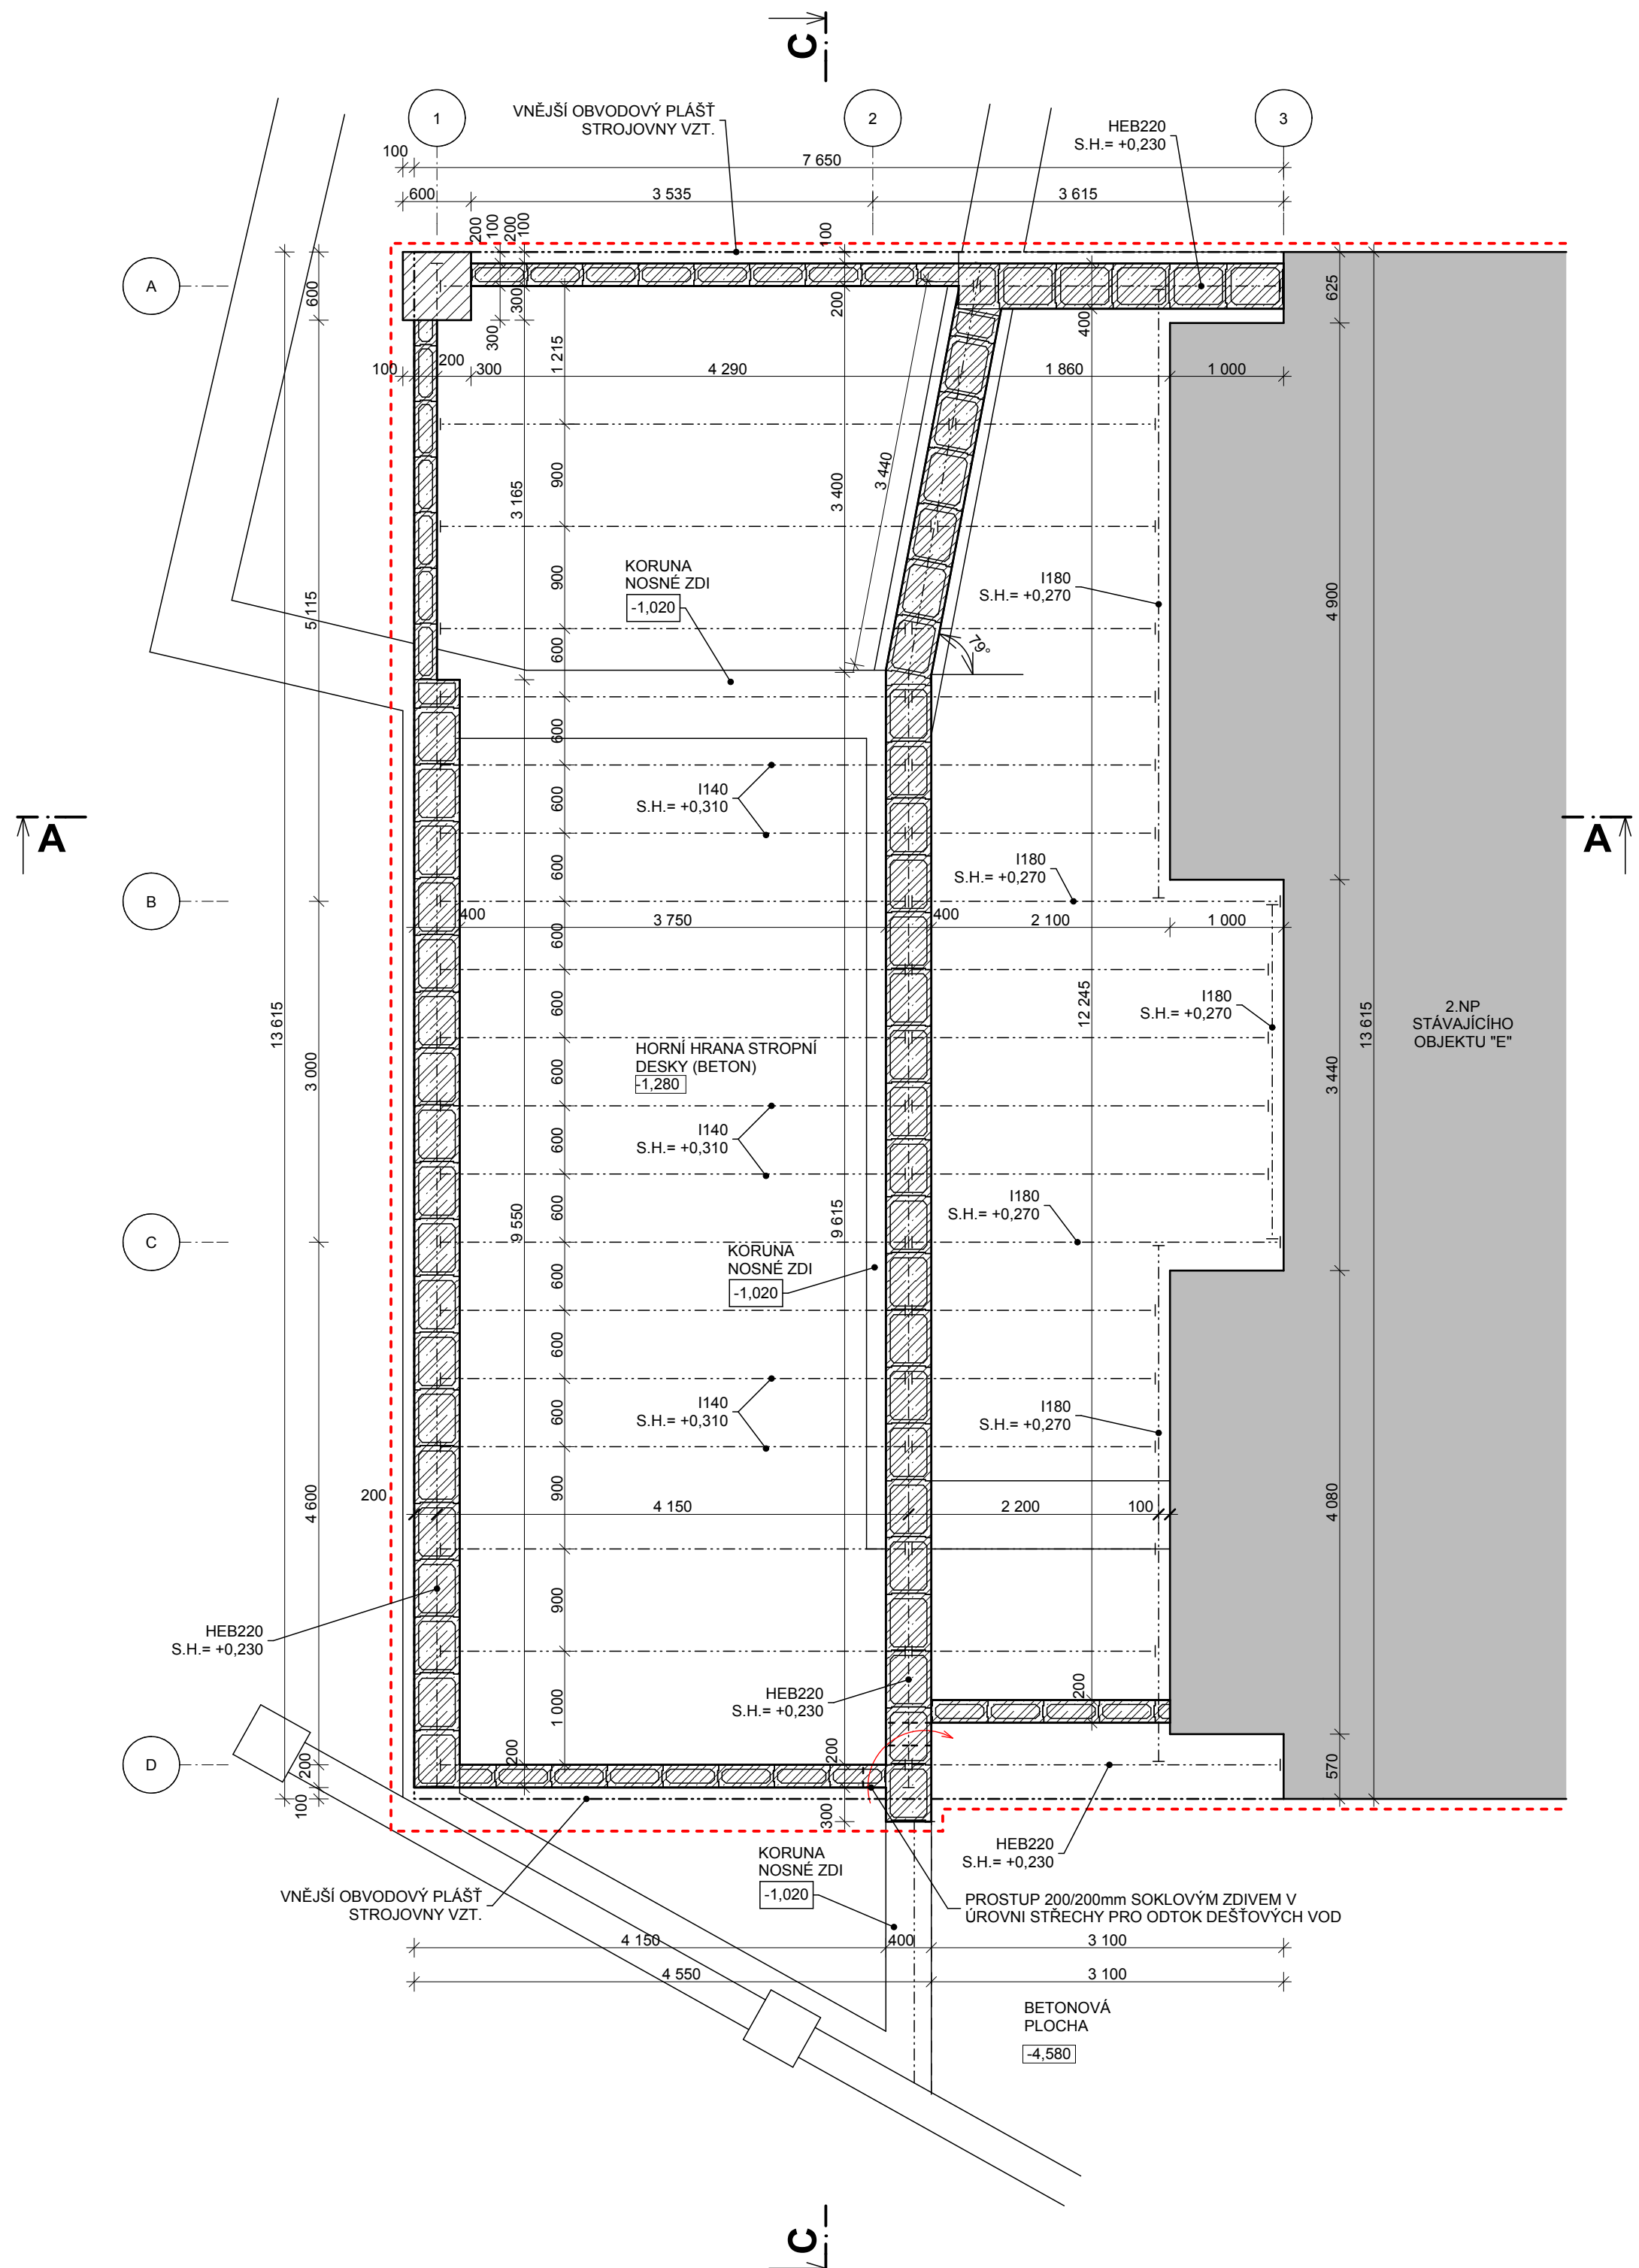 C
1
2
3
VNĚJŠÍ OBVODOVÝ PLÁŠŤ
STROJOVNY VZT.
HEB220
S.H.= +0,230
100
7 650
600
3 535
3 615
200
100
200
100
100
A
600
300
300
200
625
400
1 215
100
200
300
4 290
1 860
1 000
900
3 165
3 400
3 440
KORUNA
NOSNÉ ZDI
-1,020
900
I180
S.H.= +0,270
4 900
5 115
600
79°
600
I140
S.H.= +0,310
600
A
A
I180
S.H.= +0,270
600
B
400
3 750
400
2 100
1 000
600
13 615
3 000
600
12 245
I180
S.H.= +0,270
3 440
13 615
2.NP
STÁVAJÍCÍHO
OBJEKTU "E"
HORNÍ HRANA STROPNÍ
DESKY (BETON)
-1,280
600
I140
S.H.= +0,310
600
9 550
600
9 615
I180
S.H.= +0,270
C
KORUNA
NOSNÉ ZDI
-1,020
600
600
I140
S.H.= +0,310
600
I180
S.H.= +0,270
4 600
200
900
4 150
2 200
100
4 080
900
HEB220
S.H.= +0,230
HEB220
S.H.= +0,230
200
1 000
D
200
200
200
570
100
300
HEB220
S.H.= +0,230
KORUNA
NOSNÉ ZDI
-1,020
VNĚJŠÍ OBVODOVÝ PLÁŠŤ
STROJOVNY VZT.
PROSTUP 200/200mm SOKLOVÝM ZDIVEM V
ÚROVNI STŘECHY PRO ODTOK DEŠŤOVÝCH VOD
4 150
400
3 100
4 550
3 100
BETONOVÁ
PLOCHA
-4,580
C